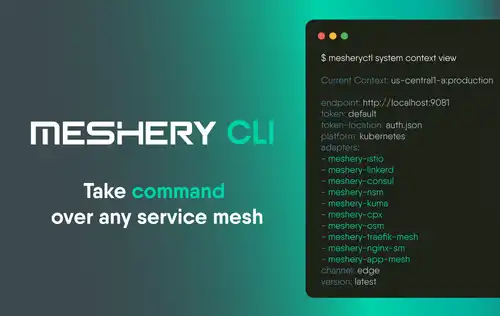 MESHERY CLI
Take command
over any service mesh
$ mesheryctl system context view
Current Context: us-central1-a:production
endpoint: http://localhost:9081
token: default
token-location: auth.json
platform: kubernetes
adapters:
- meshery-istio
- meshery-linkerd
- meshery-consul
- meshery-nsm
- meshery-kuma
- meshery-cpx
- meshery-osm
- meshery-traefik-mesh
- meshery-nginx-sm
- meshery-app-mesh
channel: edge
version: latest